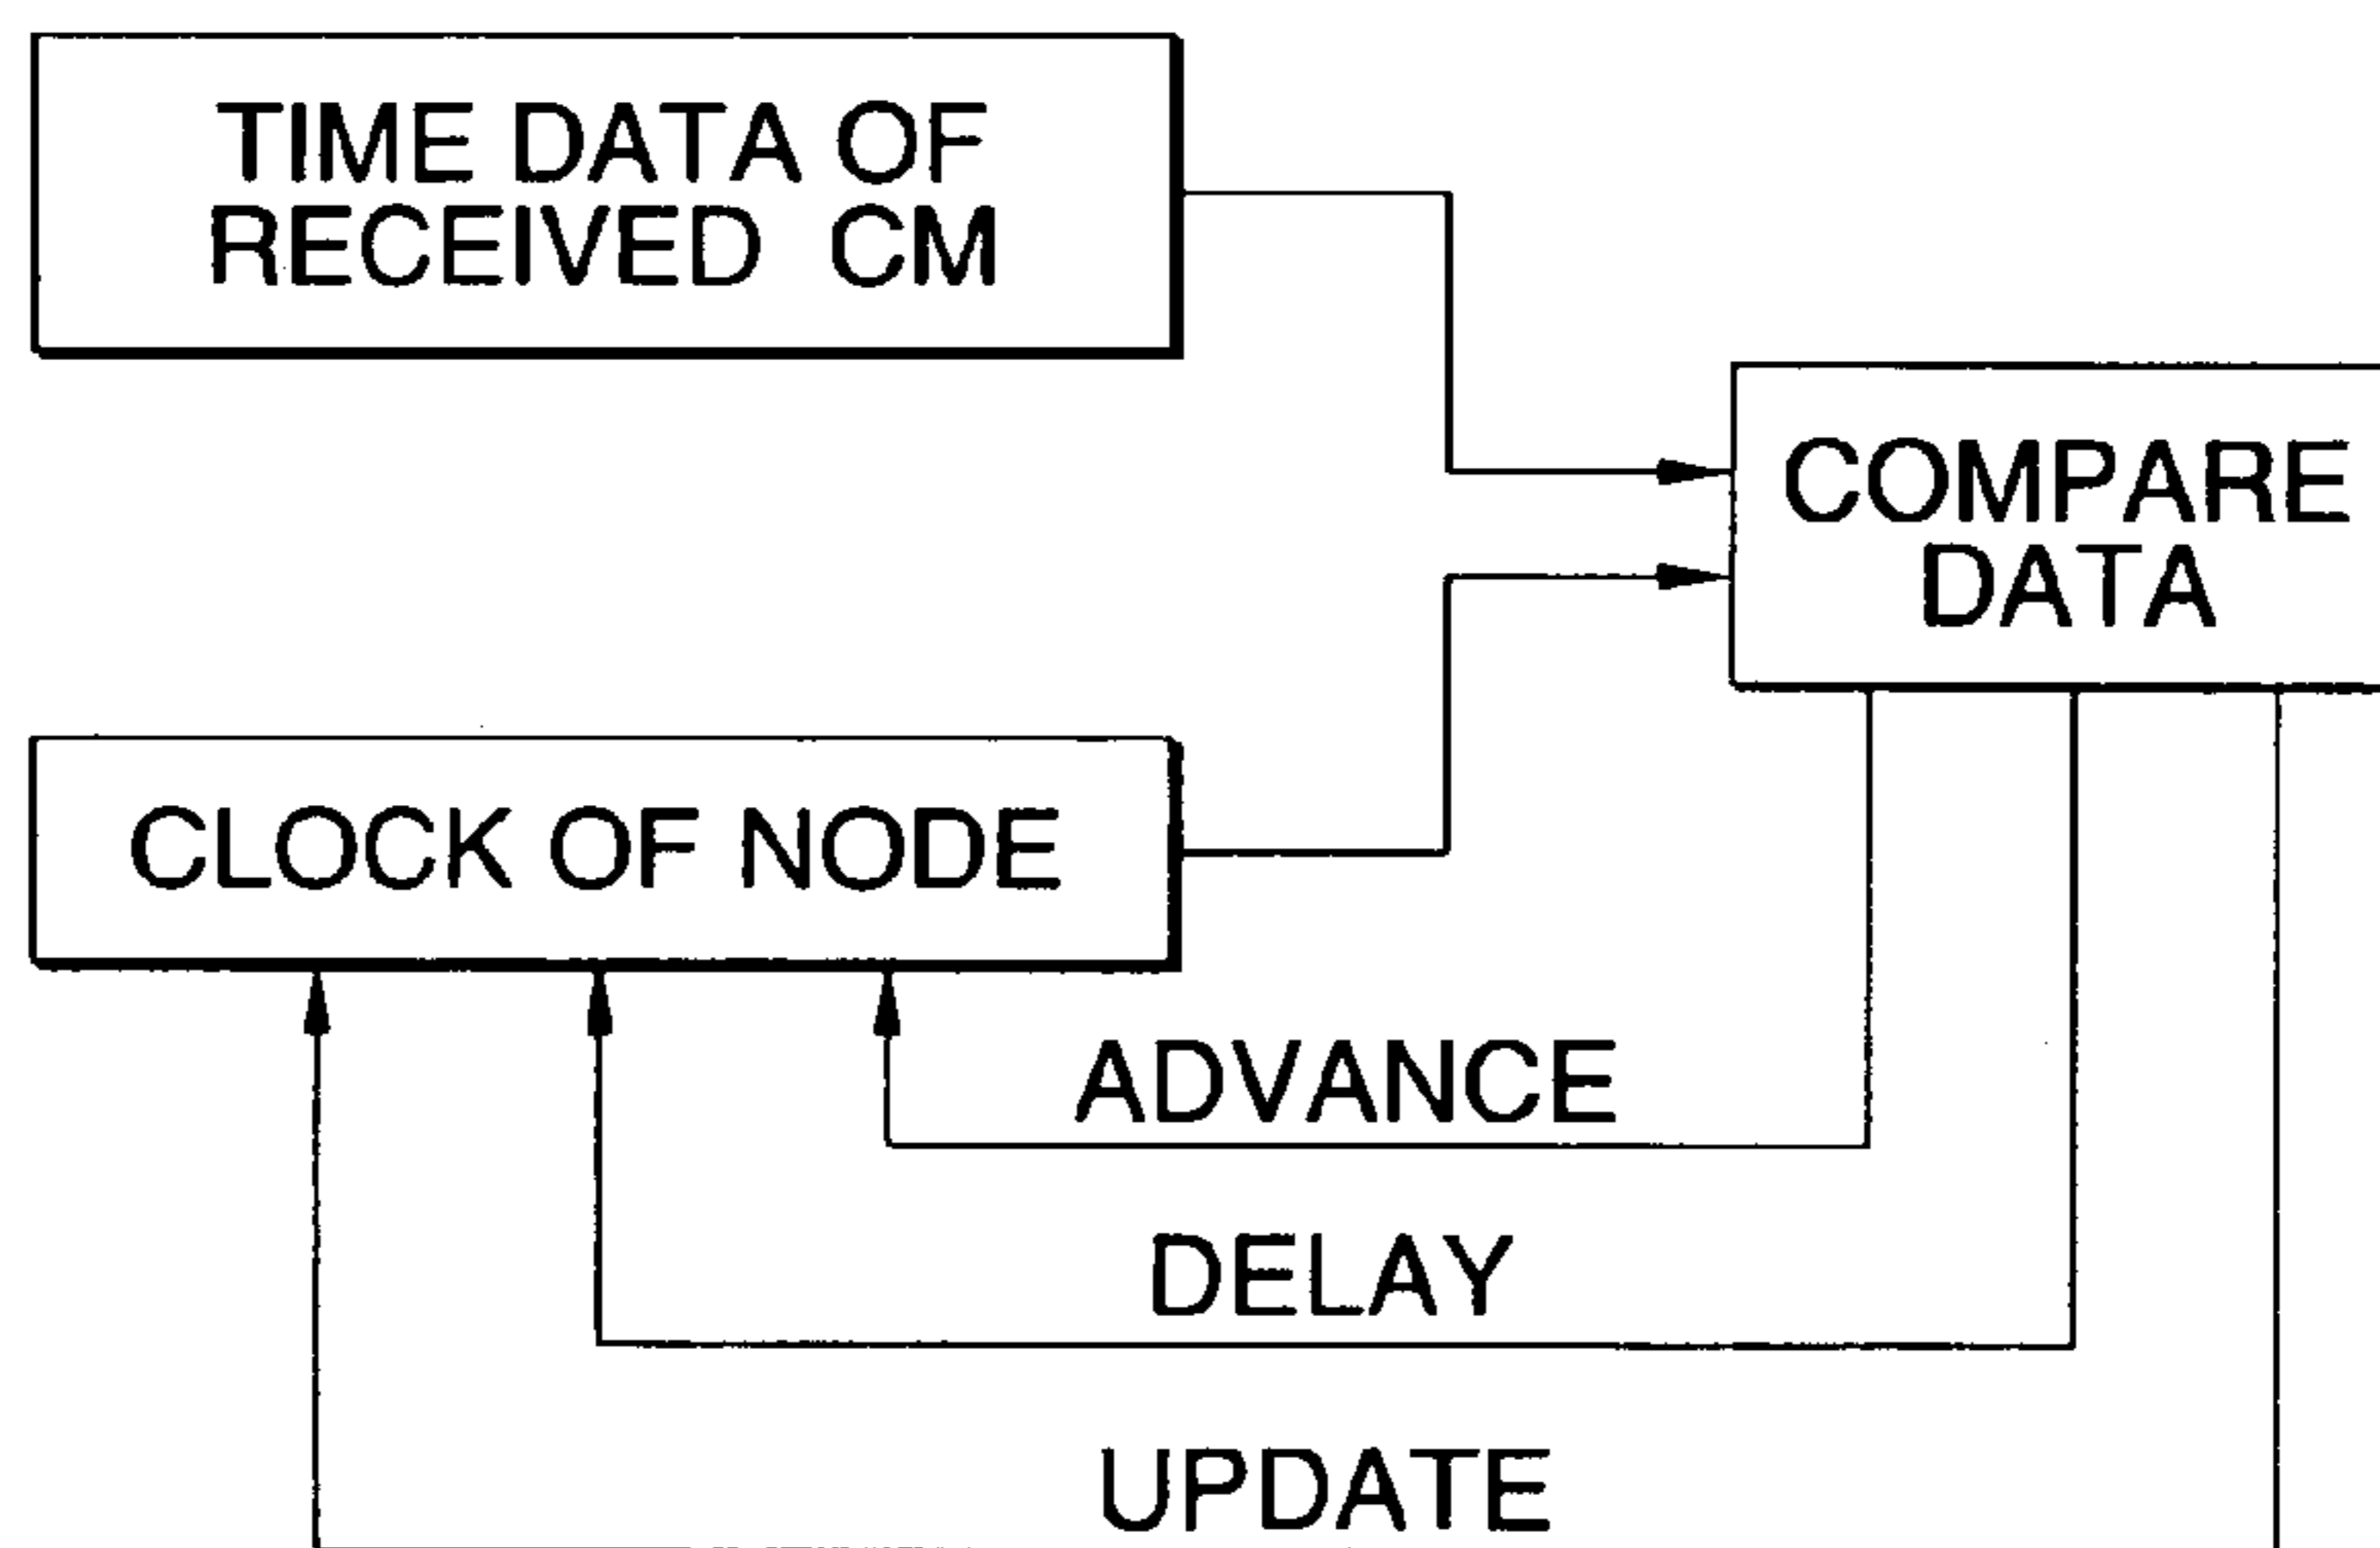 TIME DATA OF
RECEIVED CM
COMPARE
DATA
CLOCK OF NODE
ADVANCE
DELAY
UPDATE